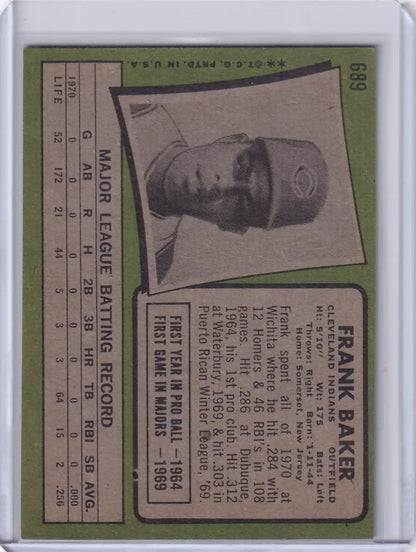 689
FRANK BAKER
CLEVELAND INDIANS OUTFIELD
Ht: 5'10" Wt: 175 Bats: Left
Throws: Right Born: 1-11-44
Home: Somerset, New Jersey
Frank spent all of 1970 at
Wichita where he hit .284 with
12 Homers & 46 RBI's in 108
games. Hit .286 at Dubuque,
1964, his 1st pro club. Hit .312
at Waterbury, 1969, & hit .303 in
Puerto Rican Winter League, '69.
FIRST YEAR IN PRO BALL — 1964
FIRST GAME IN MAJORS — 1969
**©T.C.G. PRTD. IN U.S.A.
MAJOR LEAGUE BATTING RECORD
G AB R H 2B 3B HR TB RBI SB AVG.
1970 0 0 0 0 0 0 0 0 0 0 .000
LIFE 52 172 21 44 5 3 3 64 15 2 .256